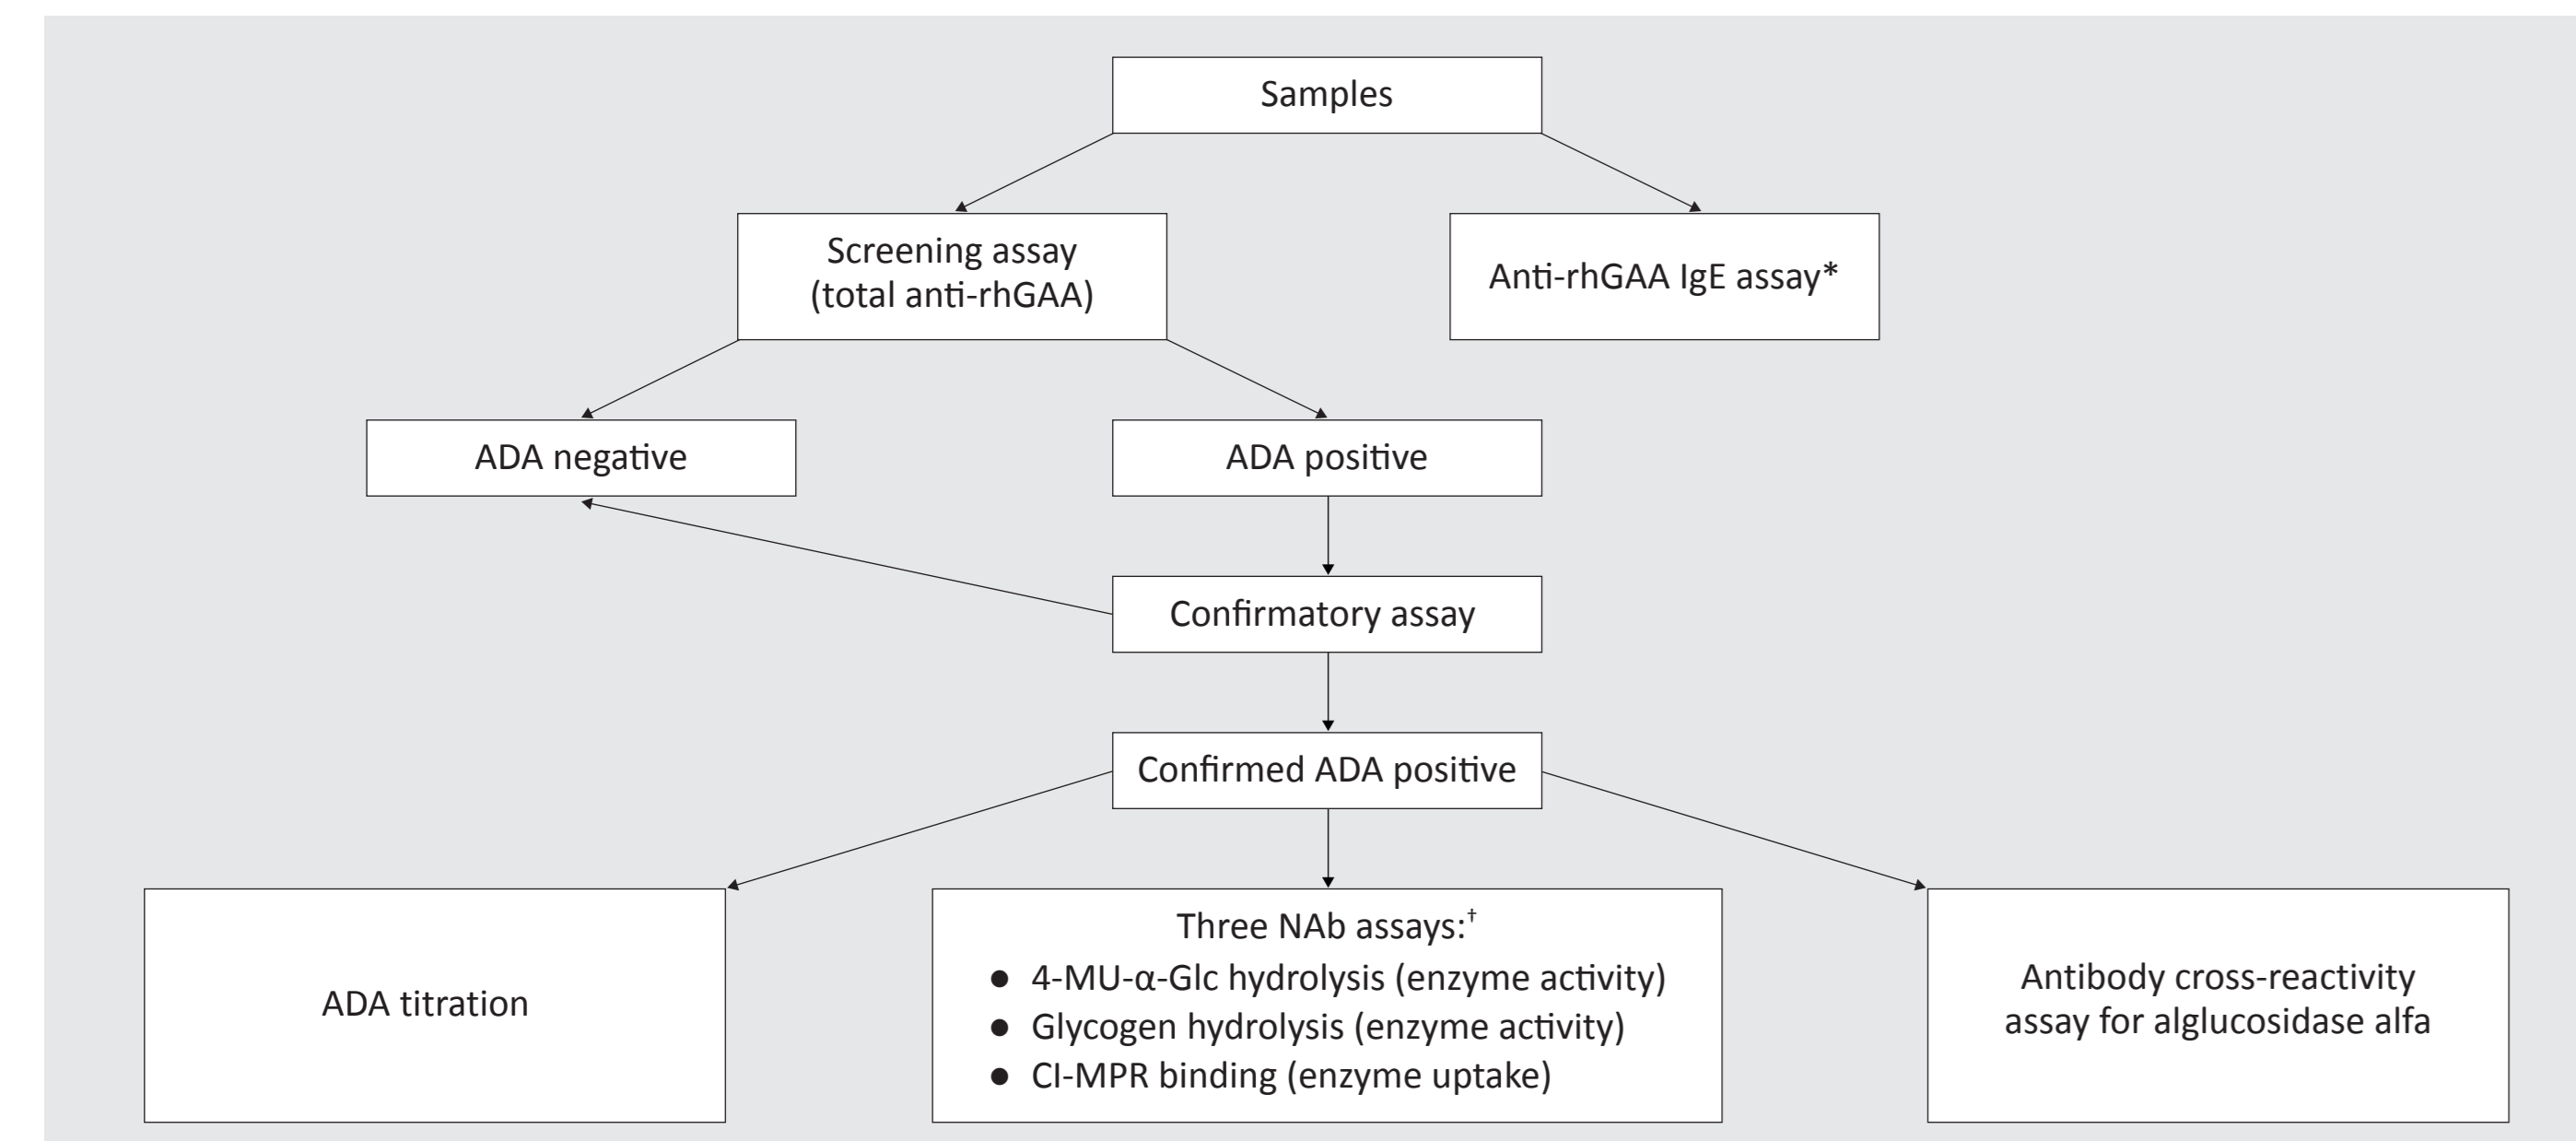 Samples
Screening assay
(total anti-rhGAA)
Anti-rhGAA IgE assay*
ADA negative
ADA positive
Confirmatory assay
Confirmed ADA positive
ADA titration
Three NAb assays:†
● 4-MU-α-Glc hydrolysis (enzyme activity)
● Glycogen hydrolysis (enzyme activity)
● CI-MPR binding (enzyme uptake)
Antibody cross-reactivity
assay for alglucosidase alfa